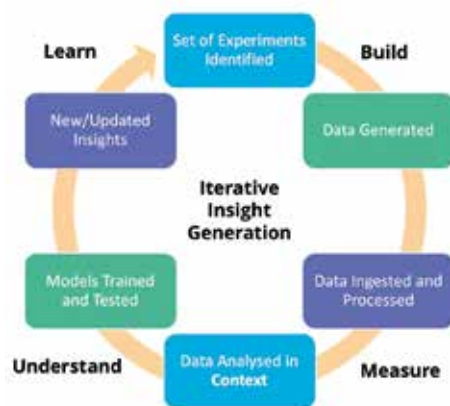 Set of Experiments
Identified
Build
Data Generated
Data Ingested and
Processed
Measure
Data Analysed in
Context
Understand
Models Trained
and Tested
New/Updated
Insights
Learn
Iterative
Insight
Generation